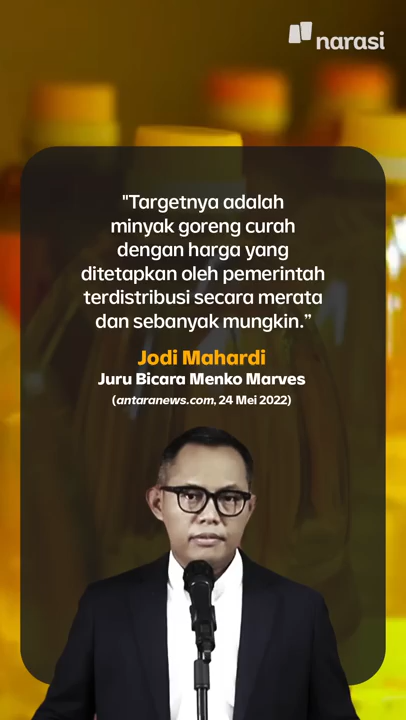 narasi
"Targetnya adalah
minyak goreng curah
dengan harga yang
ditetapkan oleh pemerintah
terdistribusi secara merata
dan sebanyak mungkin.”
Jodi Mahardi
Juru Bicara Menko Marves
(antaranews.com, 24 Mei 2022)